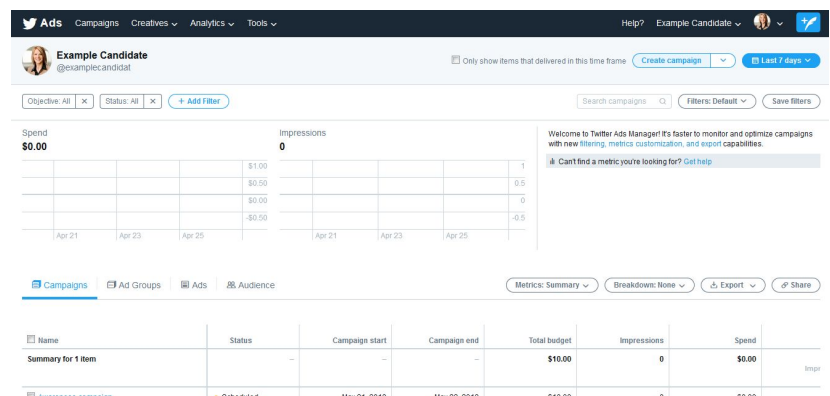 Ads Campaigns Creatives Analytics Tools Help? Example Candidate
Example Candidate
@examplecandidat
Only show items that delivered in this time frame Create campaign Last 7 days
Objective: All × Status: All × + Add Filter Search campaigns Filters: Default Save filters
Spend Impressions
$0.00 0
Welcome to Twitter Ads Manager! It's faster to monitor and optimize campaigns
with new filtering, metrics customization, and export capabilities.
Can't find a metric you're looking for? Get help
$1.00 1
$0.50 0.5
$0.00 0
-$0.50 -0.5
Apr 21 Apr 23 Apr 25 Apr 21 Apr 23 Apr 25
Campaigns Ad Groups Ads Audience Metrics: Summary Breakdown: None Export Share
Name Status Campaign start Campaign end Total budget Impressions Spend
Summary for 1 item – – – $10.00 0 $0.00
Impr